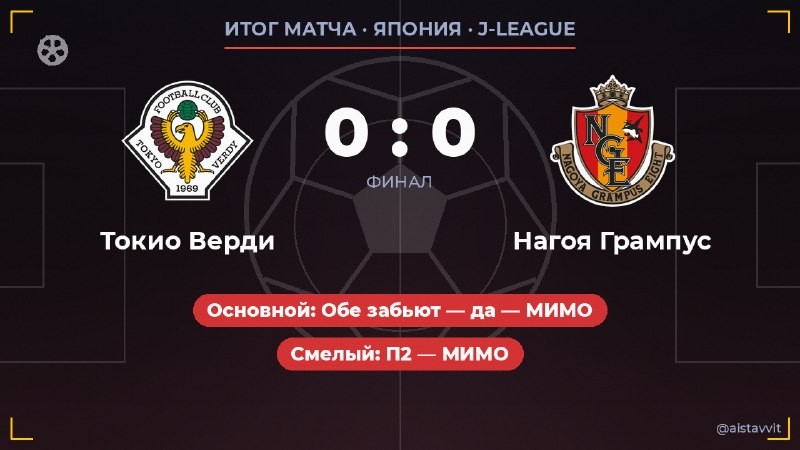 ИТОГ МАТЧА · ЯПОНИЯ · J-LEAGUE
FOOTBALL CLUB
TOKYO VERDY
1969
0 : 0
ФИНАЛ
NGE
NAGOYA GRAMPUS EIGHT
Токио Верди
Нагоя Грампус
Основной: Обе забьют — да — МИМО
Смелый: П2 — МИМО
@aistavvit